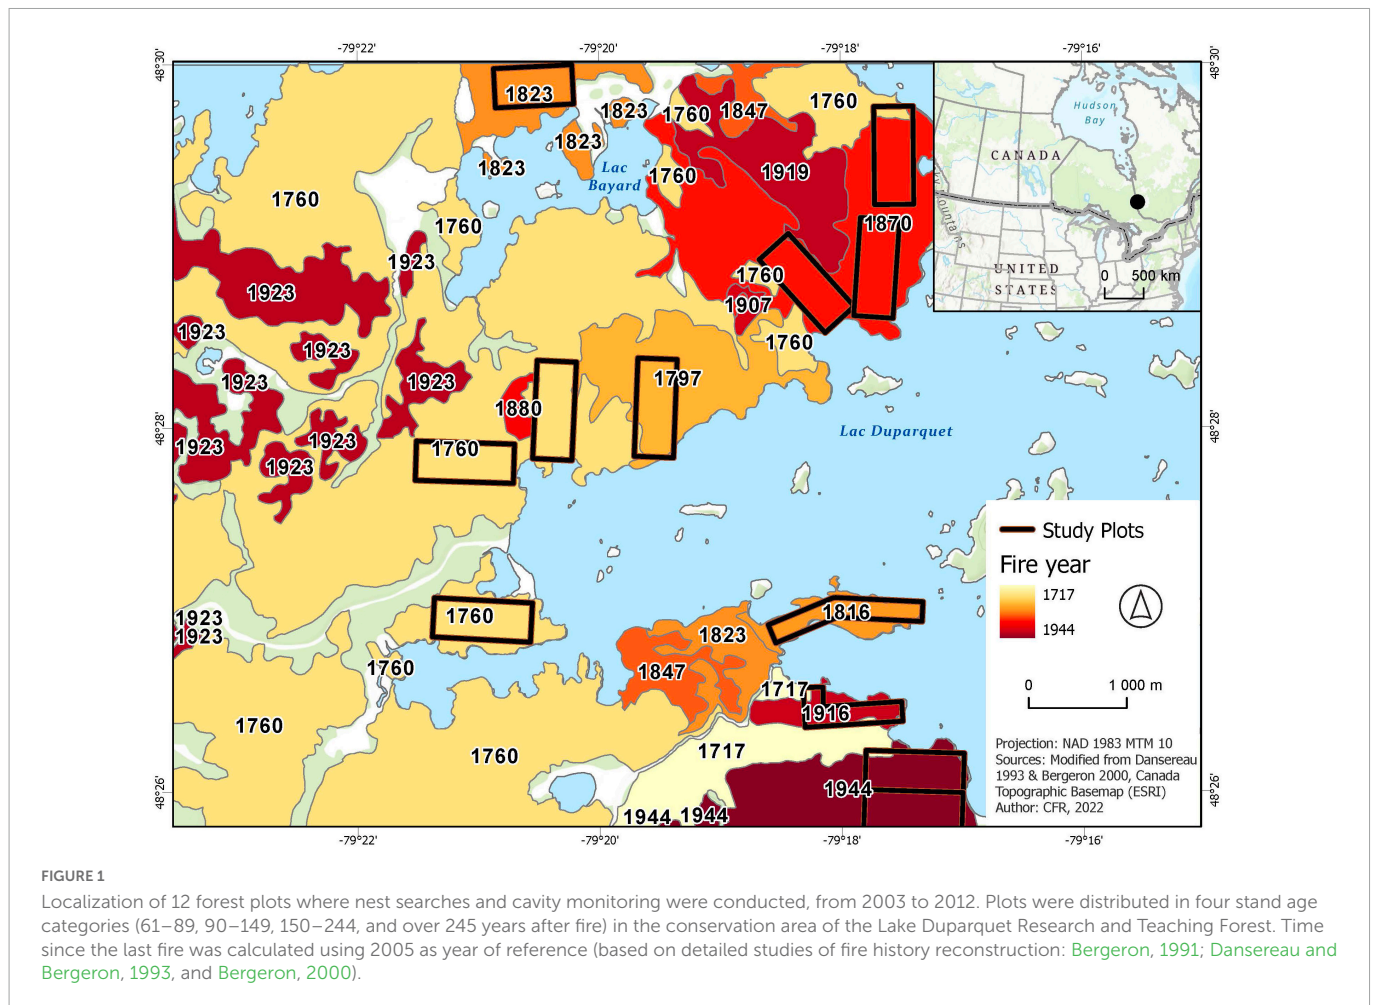 -79°22'
-79°20'
-79°18'
-79°16'
48°30'
48°30'
1823
1823
1847
1760
1760
1823
1823
Lac
Bayard
1760
1919
1760
1760
1870
1923
1760
1923
1907
1923
1923
1760
1923
1923
1797
1880
1923
1923
1760
1923
Lac Duparquet
48°28'
48°28'
1760
1816
1923
1923
1823
1760
1847
1717
1916
1760
1760
1717
1944
1944
1944
48°26'
48°26'
Hudson
Bay
CANADA
ountains
UNITED
STATES
0 500 km
Study Plots
Fire year
1717
1944
0 1 000 m
Projection: NAD 1983 MTM 10
Sources: Modified from Dansereau
1993 & Bergeron 2000, Canada
Topographic Basemap (ESRI)
Author: CFR, 2022
-79°22'
-79°20'
-79°18'
-79°16'
FIGURE 1
Localization of 12 forest plots where nest searches and cavity monitoring were conducted, from 2003 to 2012. Plots were distributed in four stand age
categories (61–89, 90–149, 150–244, and over 245 years after fire) in the conservation area of the Lake Duparquet Research and Teaching Forest. Time
since the last fire was calculated using 2005 as year of reference (based on detailed studies of fire history reconstruction: Bergeron, 1991; Dansereau and
Bergeron, 1993, and Bergeron, 2000).